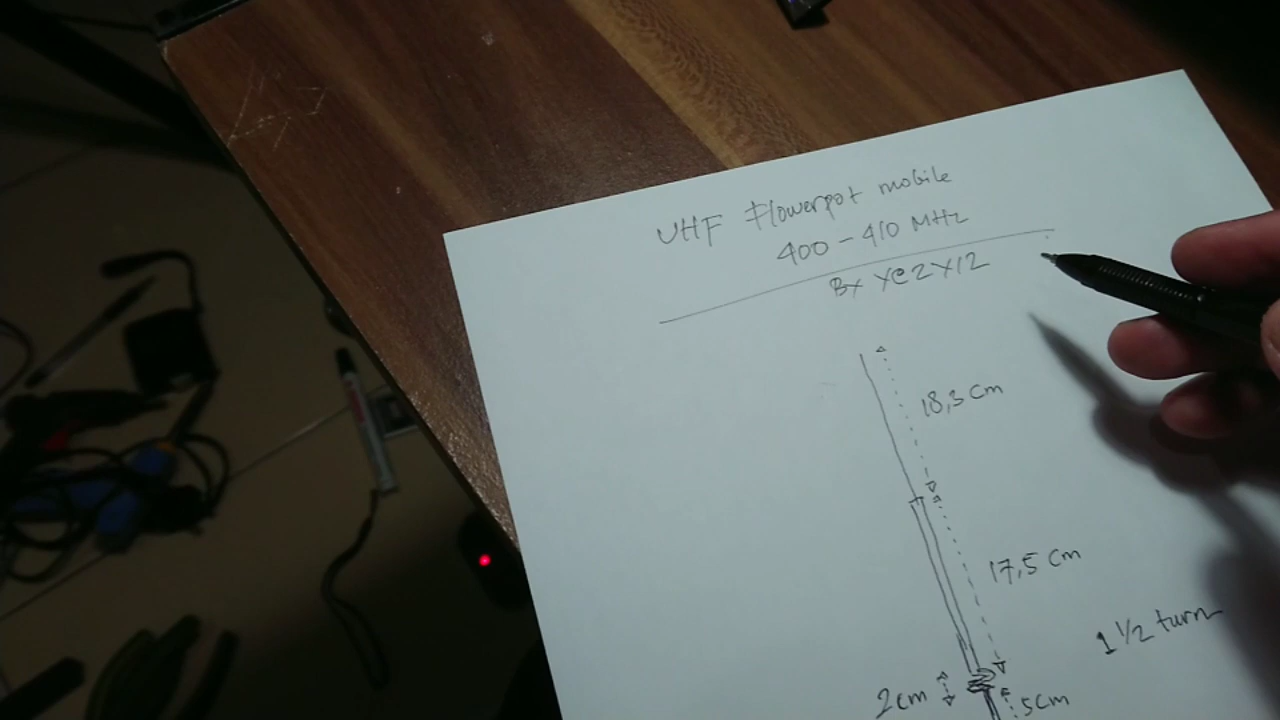 UHF Flowerpot mobile
400 - 410 MHz
By YC2YIZ
18,3 cm
17,5 cm
1 1/2 turn
2cm
5cm